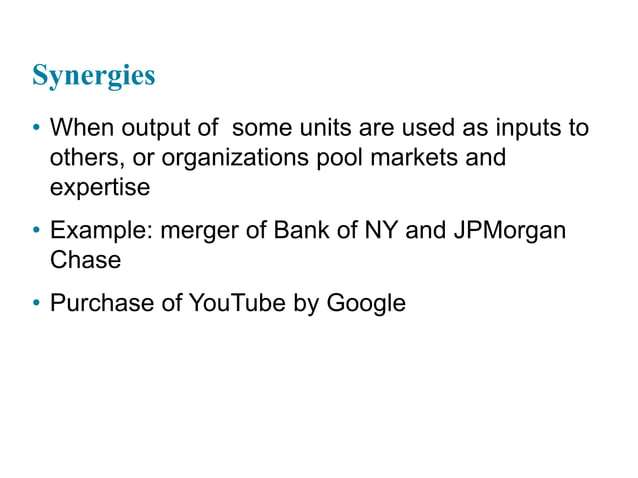 Synergies
• When output of  some units are used as inputs to
others, or organizations pool markets and
expertise
• Example: merger of Bank of NY and JPMorgan
Chase
• Purchase of YouTube by Google